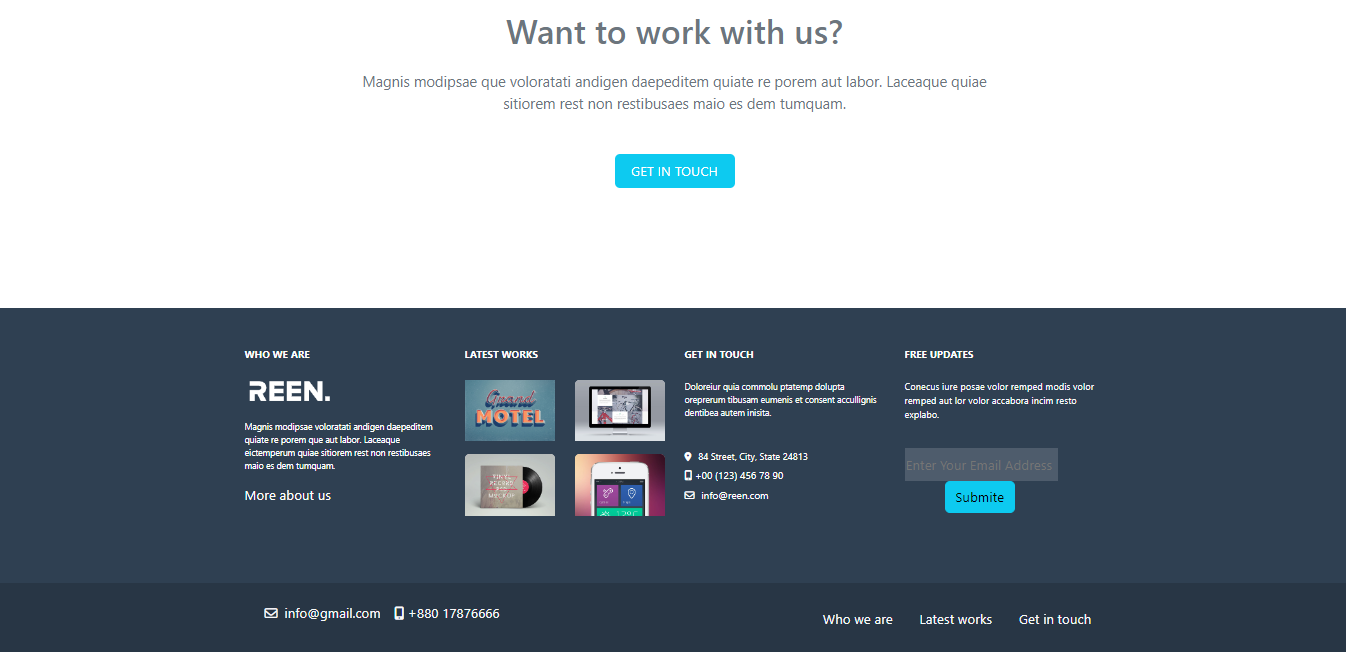 Want to work with us?
Magnis modipsae que voloratati andigen daepeditem quiate re porem aut labor. Laceaque quiae
sitiorem rest non restibusaes maio es dem tumquam.
GET IN TOUCH
WHO WE ARE
REEN.
Magnis modipsae voloratati andigen daepeditem
quiate re porem que aut labor. Laceaque
eictemperum quiae sitiorem rest non restibusaes
maio es dem tumquam.
More about us
LATEST WORKS
Grand
MOTEL
TINY
RECORD
MOCKUP
GET IN TOUCH
Doloreiur quia commolu ptatemp dolupta
oreprerum tibusam eumenis et consent accullignis
dentibea autem inisita.
84 Street, City, State 24813
+00 (123) 456 78 90
info@reen.com
FREE UPDATES
Conecus iure posae volor remped modis volor
remped aut lor volor accabora incim resto
explabo.
Enter Your Email Address
Submite
info@gmail.com +880 17876666
Who we are Latest works Get in touch